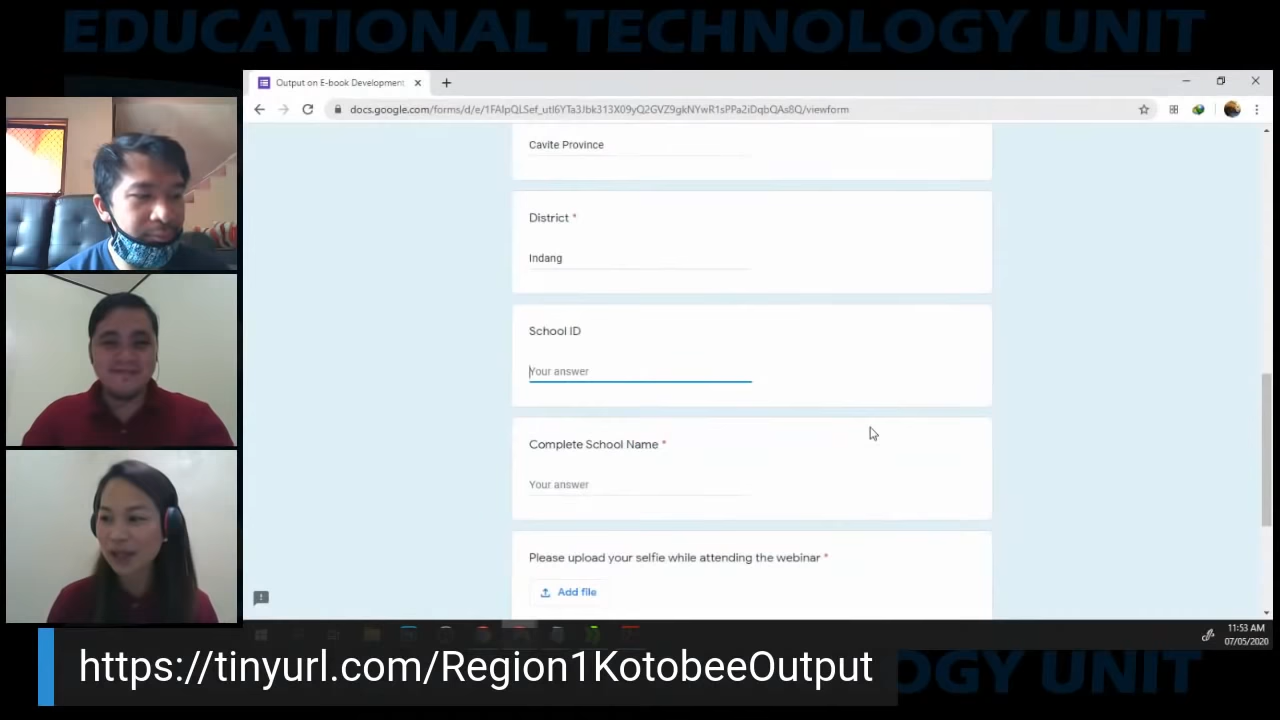 EDUCATIONAL TECHNOLOGY UNIT
Output on E-book Development
docs.google.com/forms/d/e/1FAIpQLSef_utl6YTa3Jbk313X09yQ2GVZ9gkNYwR1sPPa2iDqbQAs8Q/viewform
Cavite Province
District *
Indang
School ID
Your answer
Complete School Name *
Your answer
Please upload your selfie while attending the webinar *
Add file
11:53 AM
07/05/2020
https://tinyurl.com/Region1KotobeeOutput
OGY UNIT